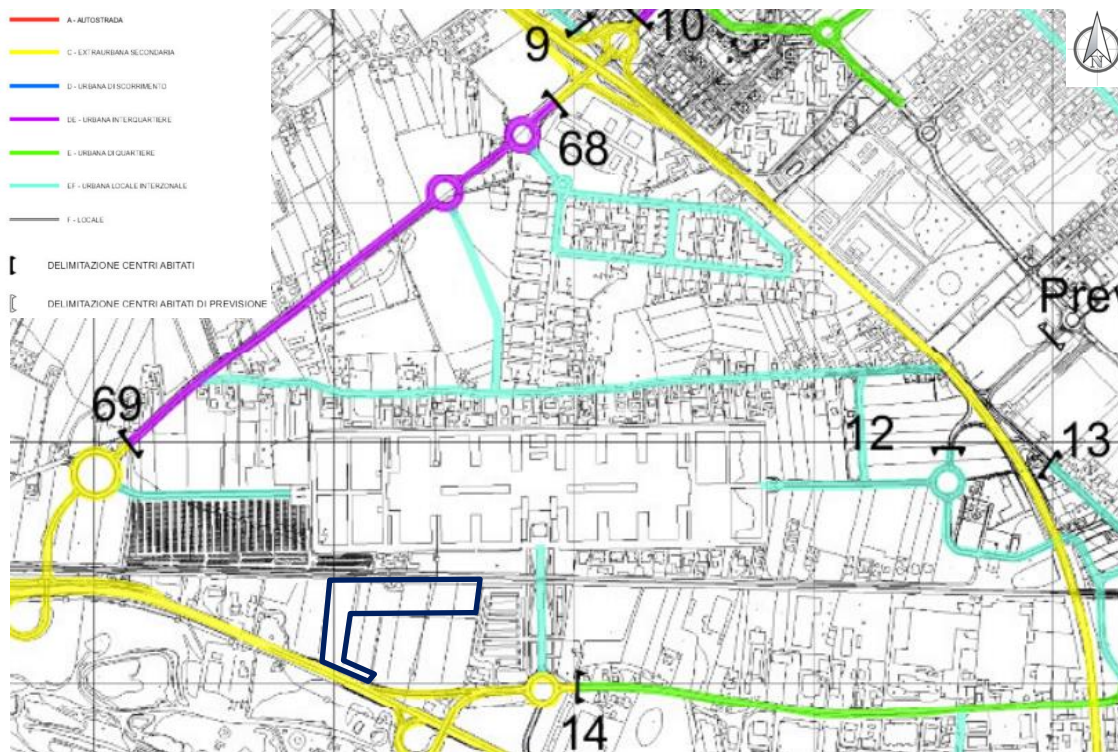 A - AUTOSTRADA
C - EXTRAURBANA SECONDARIA
D - URBANA DI SCORRIMENTO
DE - URBANA INTERQUARTIERE
E - URBANA DI QUARTIERE
EF - URBANA LOCALE INTERZONALE
F - LOCALE
DELIMITAZIONE CENTRI ABITATI
DELIMITAZIONE CENTRI ABITATI DI PREVISIONE
N
9
10
68
Prev
69
12
13
14